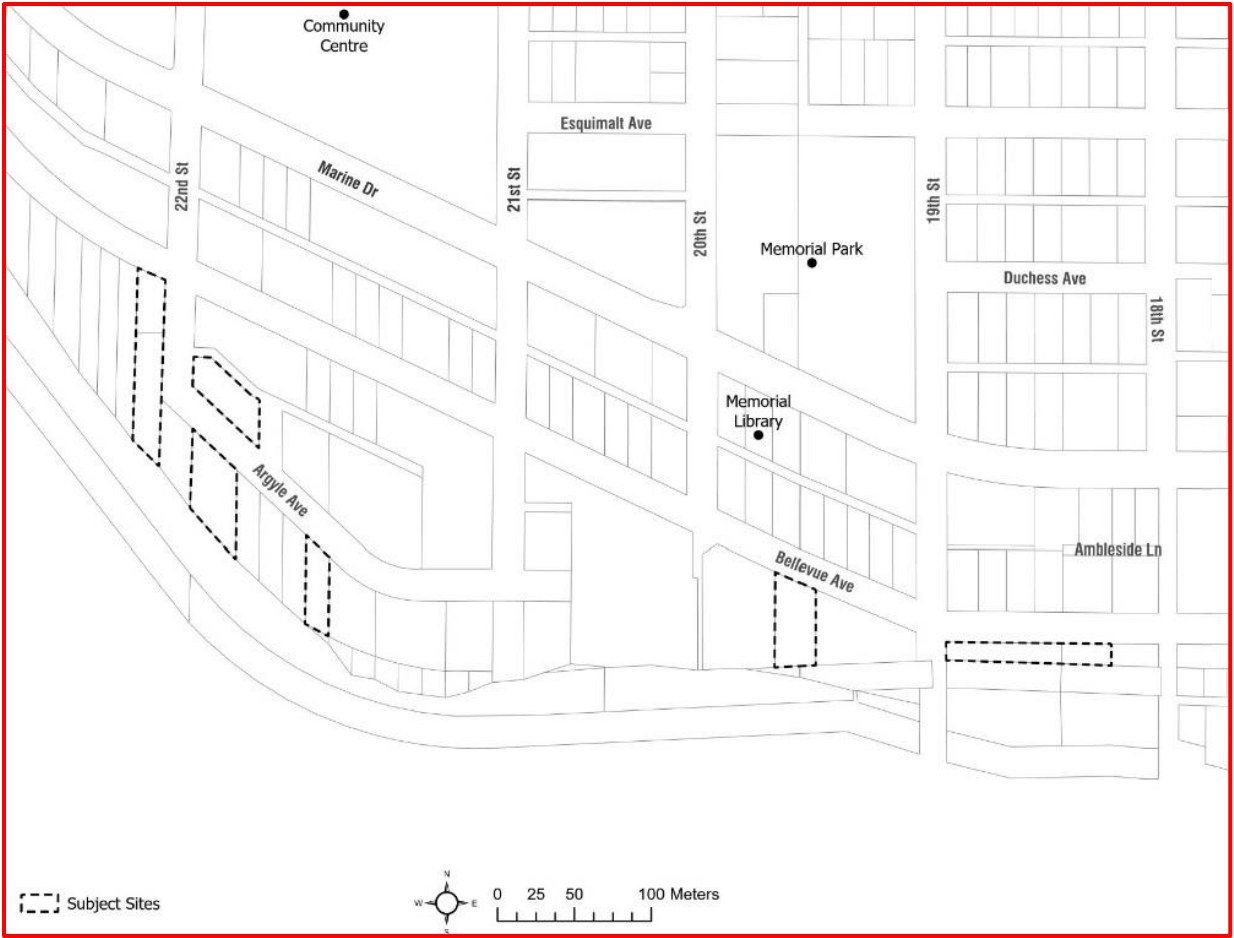 Community
Centre
Esquimalt Ave
Marine Dr
22nd St
21st St
20th St
19th St
Memorial Park
Duchess Ave
18th St
Memorial
Library
Argyle Ave
Bellevue Ave
Ambleside Ln
Subject Sites
N
W
E
S
0 25 50 100 Meters